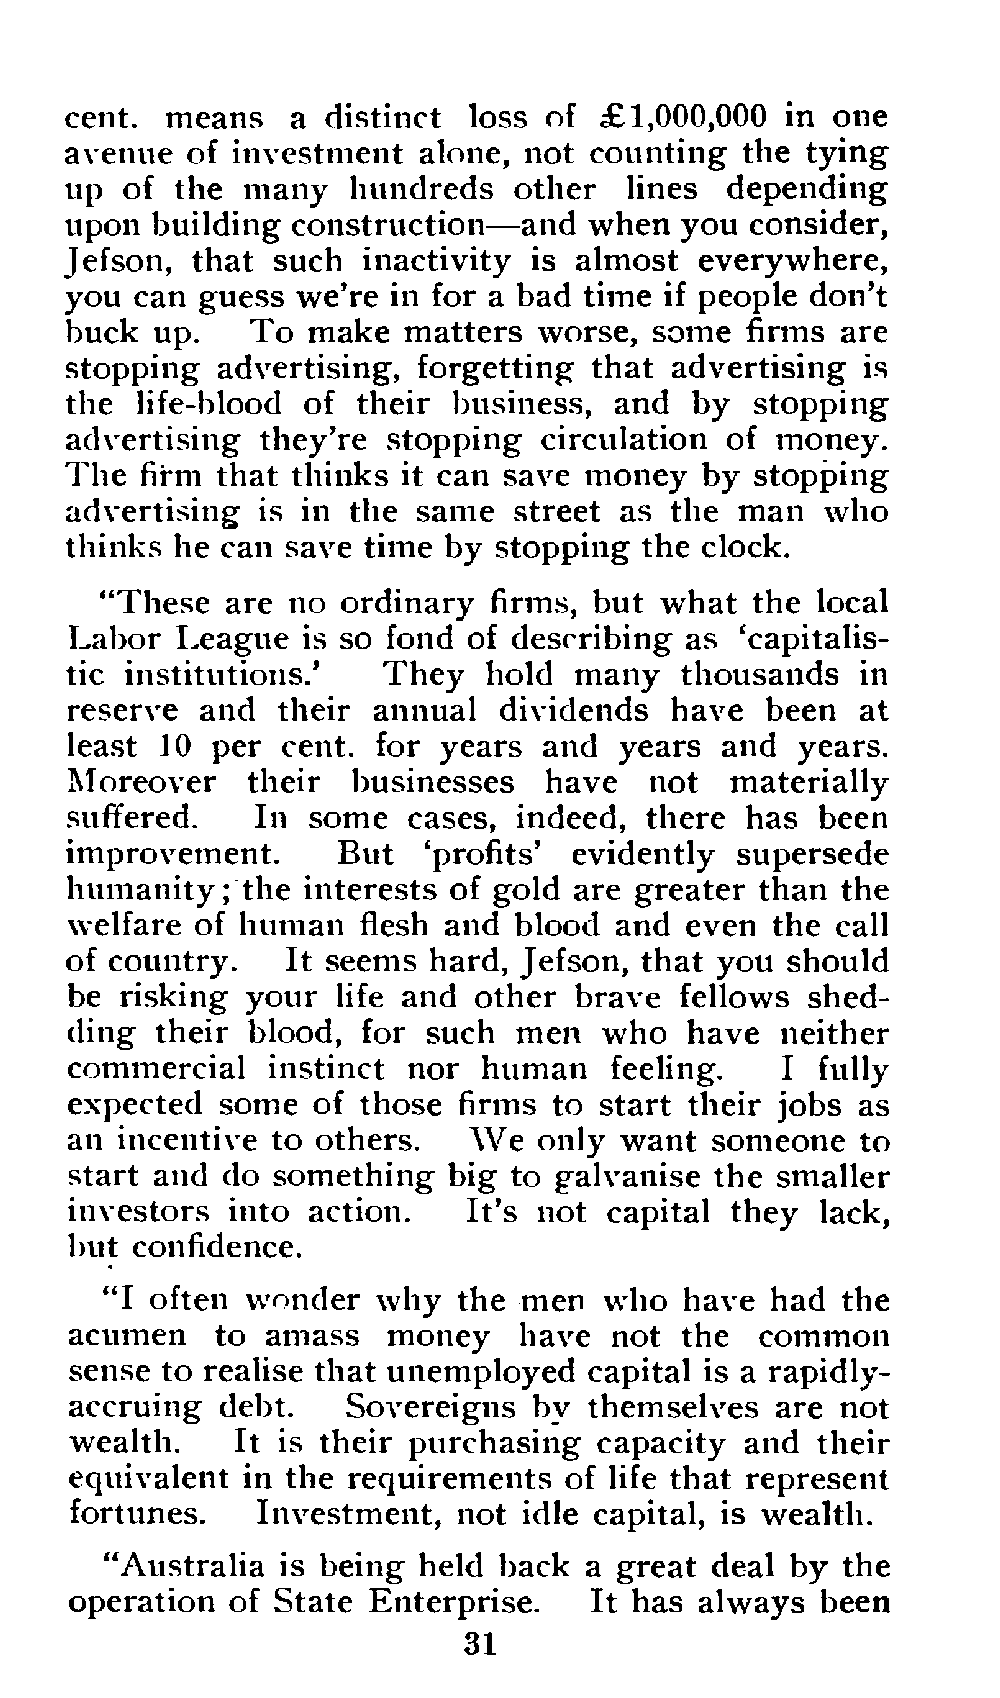 cent. means a distinct loss of £1,000,000 in one
avenue of investment alone, not counting the tying
up of the many hundreds other lines depending
upon building construction—and when you consider,
Jefson, that such inactivity is almost everywhere,
you can guess we're in for a bad time if people don't
buck up. To make matters worse, some firms are
stopping advertising, forgetting that advertising is
the life-blood of their business, and by stopping
advertising they're stopping circulation of money.
The firm that thinks it can save money by stopping
advertising is in the same street as the man who
thinks he can save time by stopping the clock.
"These are no ordinary firms, but what the local
Labor League is so fond of describing as 'capitalis-
tic institutions.' They hold many thousands in
reserve and their annual dividends have been at
least 10 per cent. for years and years and years.
Moreover their businesses have not materially
suffered. In some cases, indeed, there has been
improvement. But 'profits' evidently supersede
humanity; the interests of gold are greater than the
welfare of human flesh and blood and even the call
of country. It seems hard, Jefson, that you should
be risking your life and other brave fellows shed-
ding their blood, for such men who have neither
commercial instinct nor human feeling. I fully
expected some of those firms to start their jobs as
an incentive to others. We only want someone to
start and do something big to galvanise the smaller
investors into action. It's not capital they lack,
but confidence.
"I often wonder why the men who have had the
acumen to amass money have not the common
sense to realise that unemployed capital is a rapidly-
accruing debt. Sovereigns by themselves are not
wealth. It is their purchasing capacity and their
equivalent in the requirements of life that represent
fortunes. Investment, not idle capital, is wealth.
"Australia is being held back a great deal by the
operation of State Enterprise. It has always been
31